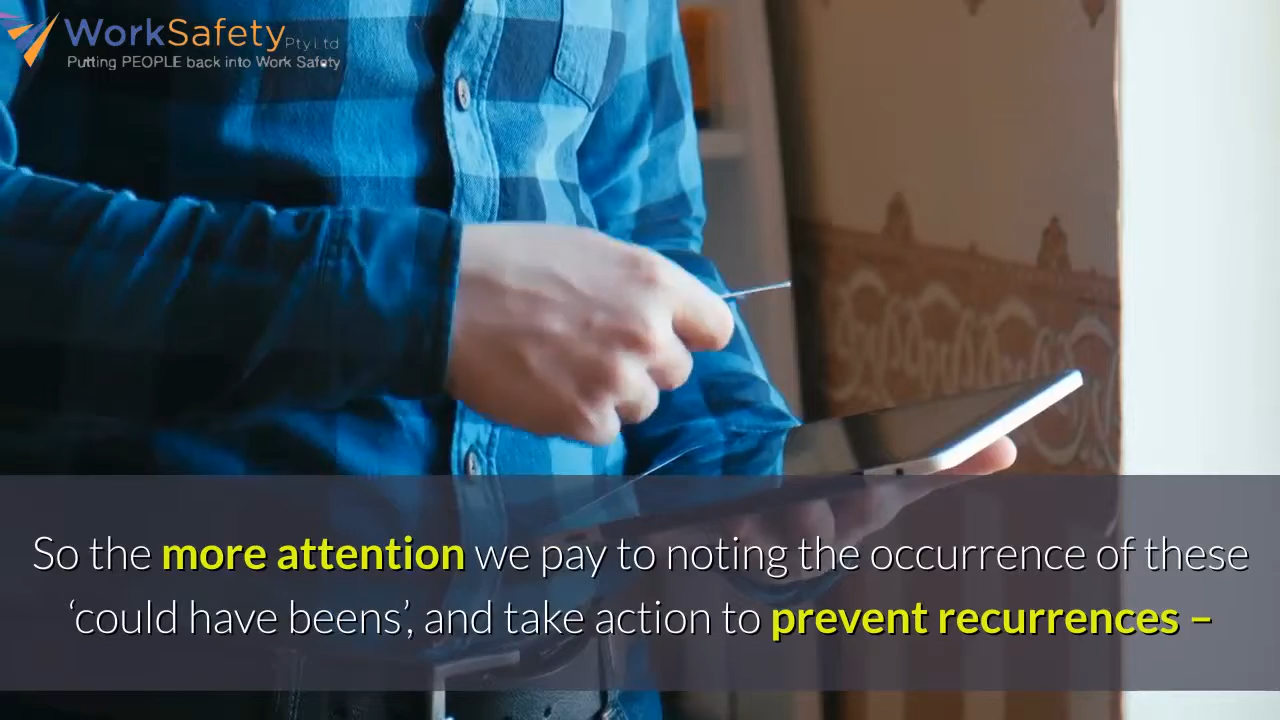 WorkSafety Pty Ltd
Putting PEOPLE back into Work Safety
So the more attention we pay to noting the occurrence of these
‘could have beens’, and take action to prevent recurrences –